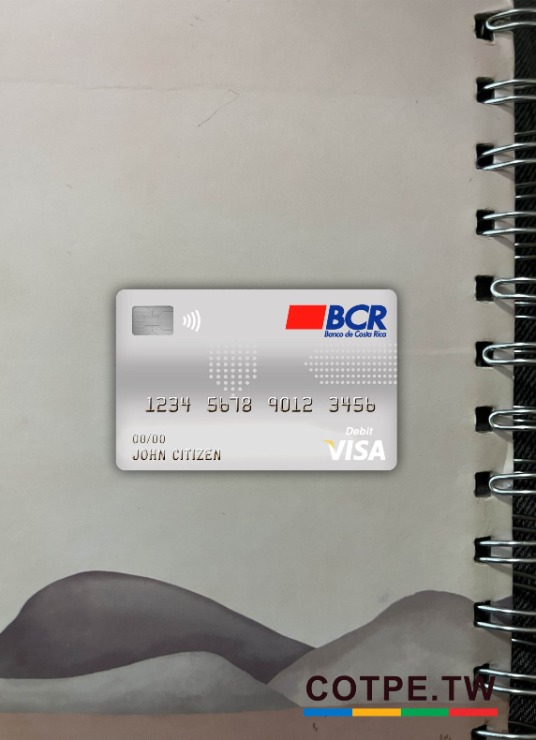 BCR
Banco de Costa Rica
1234 5678 9012 3456
00/00
JOHN CITIZEN
Debit
VISA
COTPE.TW